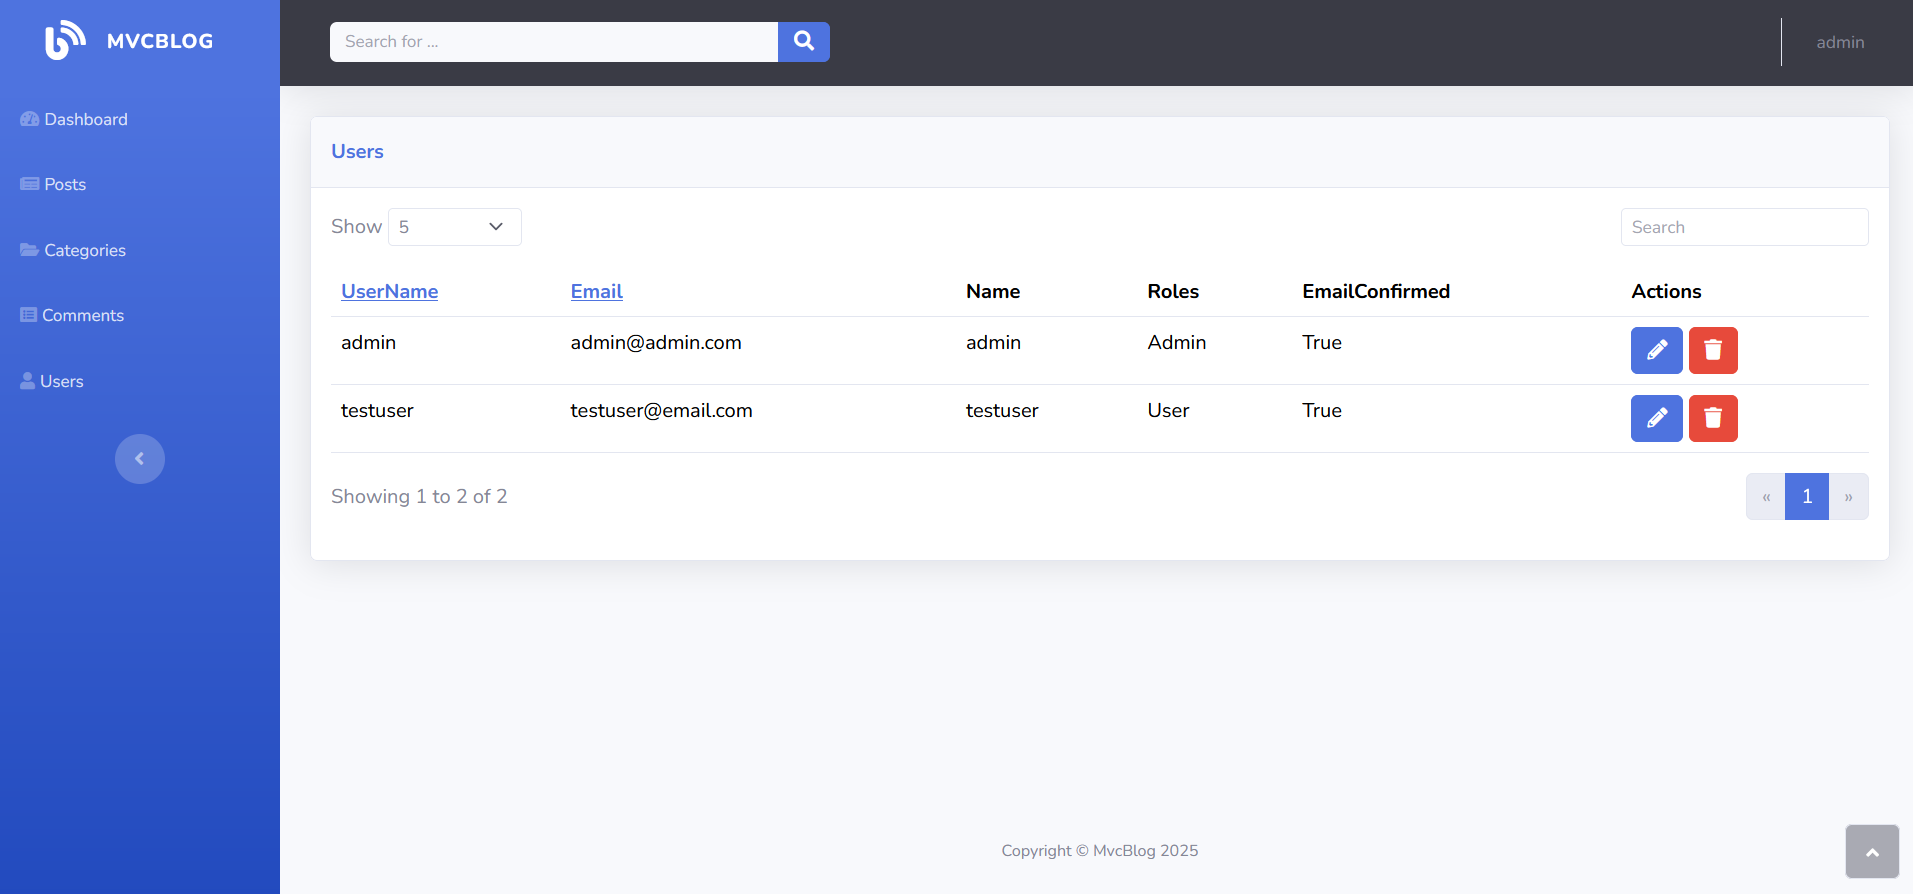 MVCBLOG
Search for ...
admin
Dashboard
Posts
Categories
Comments
Users
Users
Show 5
Search
UserName Email Name Roles EmailConfirmed Actions
admin admin@admin.com admin Admin True
testuser testuser@email.com testuser User True
Showing 1 to 2 of 2
« 1 »
Copyright © MvcBlog 2025